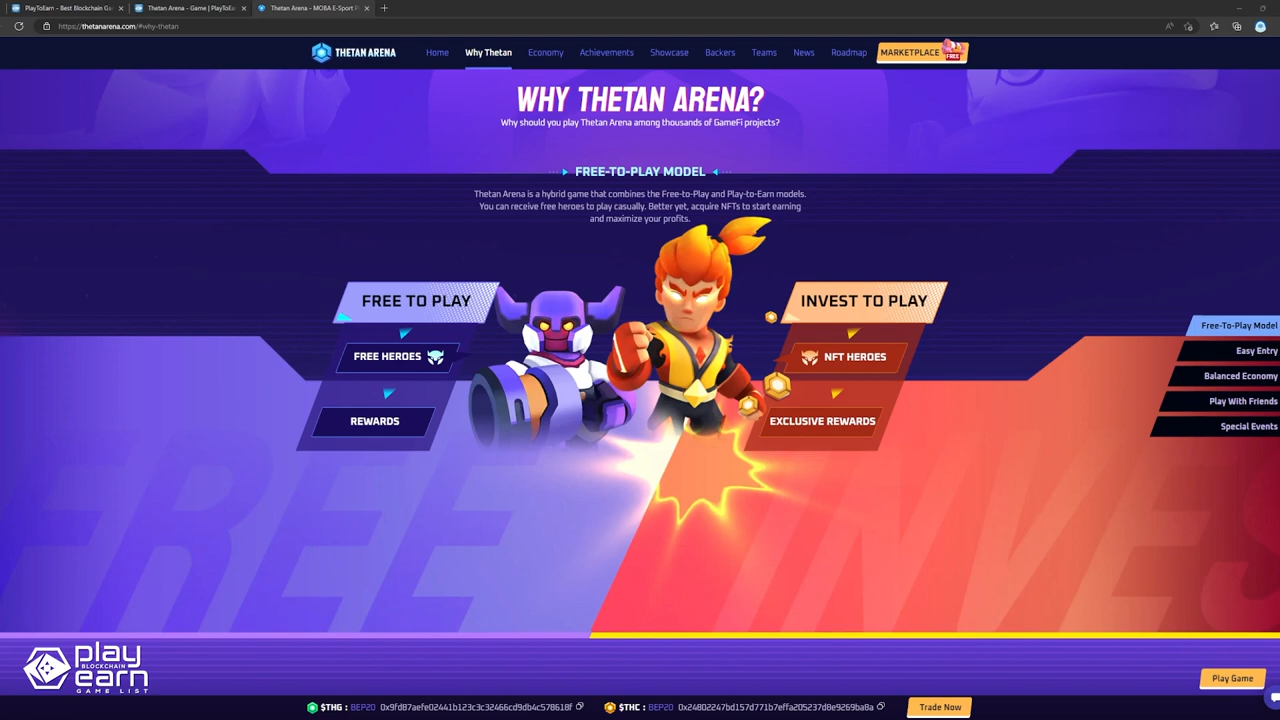 PlayToEarn - Best Blockchain Ga
Thetan Arena - Game | PlayToEa
Thetan Arena - MOBA E-Sport P
https://thetanarena.com/#why-thetan
THETAN ARENA
Home
Why Thetan
Economy
Achievements
Showcase
Backers
Teams
News
Roadmap
MARKETPLACE
FREE
WHY THETAN ARENA?
Why should you play Thetan Arena among thousands of GameFi projects?
FREE-TO-PLAY MODEL
Thetan Arena is a hybrid game that combines the Free-to-Play and Play-to-Earn models.
You can receive free heroes to play casually. Better yet, acquire NFTs to start earning
and maximize your profits.
FREE TO PLAY
FREE HEROES
REWARDS
INVEST TO PLAY
NFT HEROES
EXCLUSIVE REWARDS
Free-To-Play Model
Easy Entry
Balanced Economy
Play With Friends
Special Events
FREE INVES
play
BLOCKCHAIN
earn
GAME LIST
Play Game
$THG : BEP20 0x9fd87aefe02441b123c3c32466cd9db4c578618f
$THC : BEP20 0x24802247bd157d771b7effa205237d8e9269ba8a
Trade Now